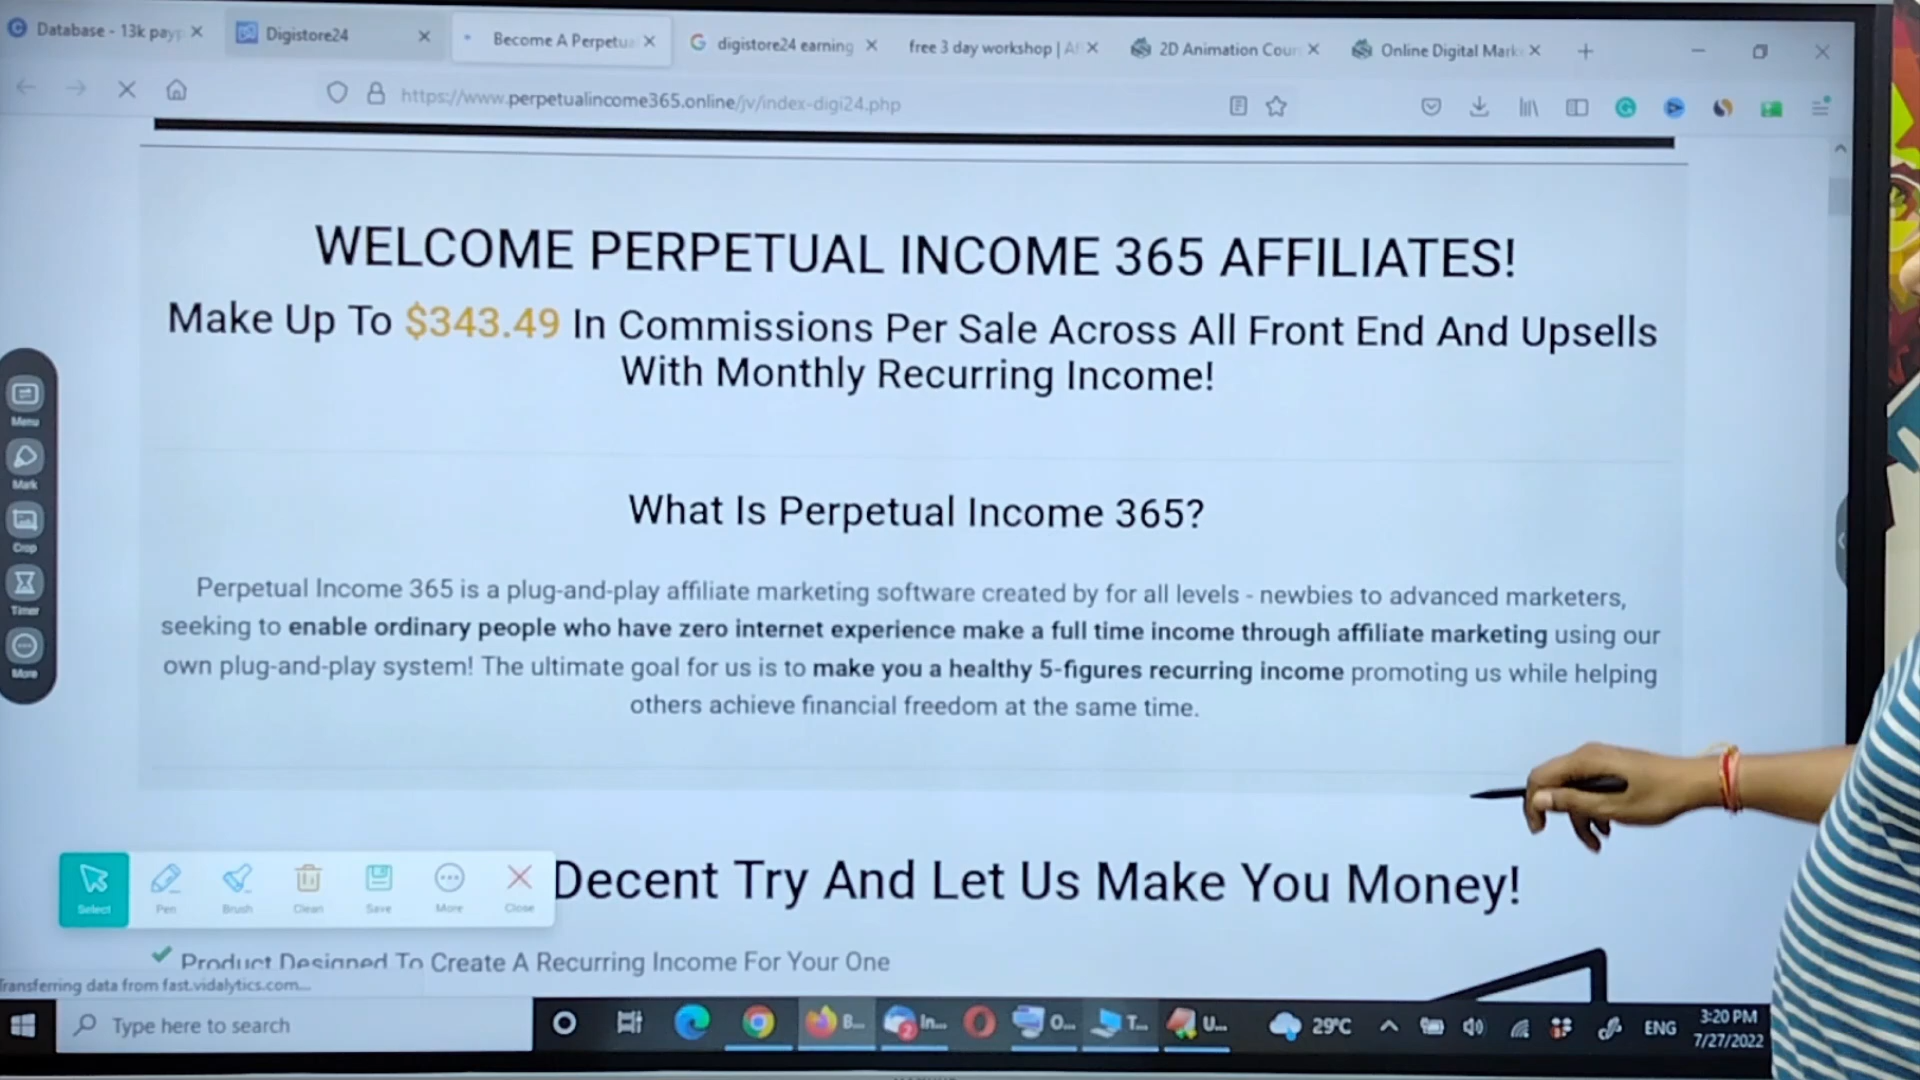 Database - 13k payp
Digistore24
Become A Perpetua
digistore24 earning
free 3 day workshop | Af
2D Animation Cour
Online Digital Marke
https://www.perpetualincome365.online/jv/index-digi24.php
WELCOME PERPETUAL INCOME 365 AFFILIATES!
Make Up To $343.49 In Commissions Per Sale Across All Front End And Upsells
With Monthly Recurring Income!
What Is Perpetual Income 365?
Perpetual Income 365 is a plug-and-play affiliate marketing software created by for all levels - newbies to advanced marketers,
seeking to enable ordinary people who have zero internet experience make a full time income through affiliate marketing using our
own plug-and-play system! The ultimate goal for us is to make you a healthy 5-figures recurring income promoting us while helping
others achieve financial freedom at the same time.
Menu
Mark
Crop
Timer
More
Decent Try And Let Us Make You Money!
Select
Pen
Brush
Clean
Save
More
Close
Product Designed To Create A Recurring Income For Your One
Transferring data from fast.vidalytics.com...
Type here to search
B...
In...
O...
T...
U...
29°C
ENG
3:20 PM
7/27/2022